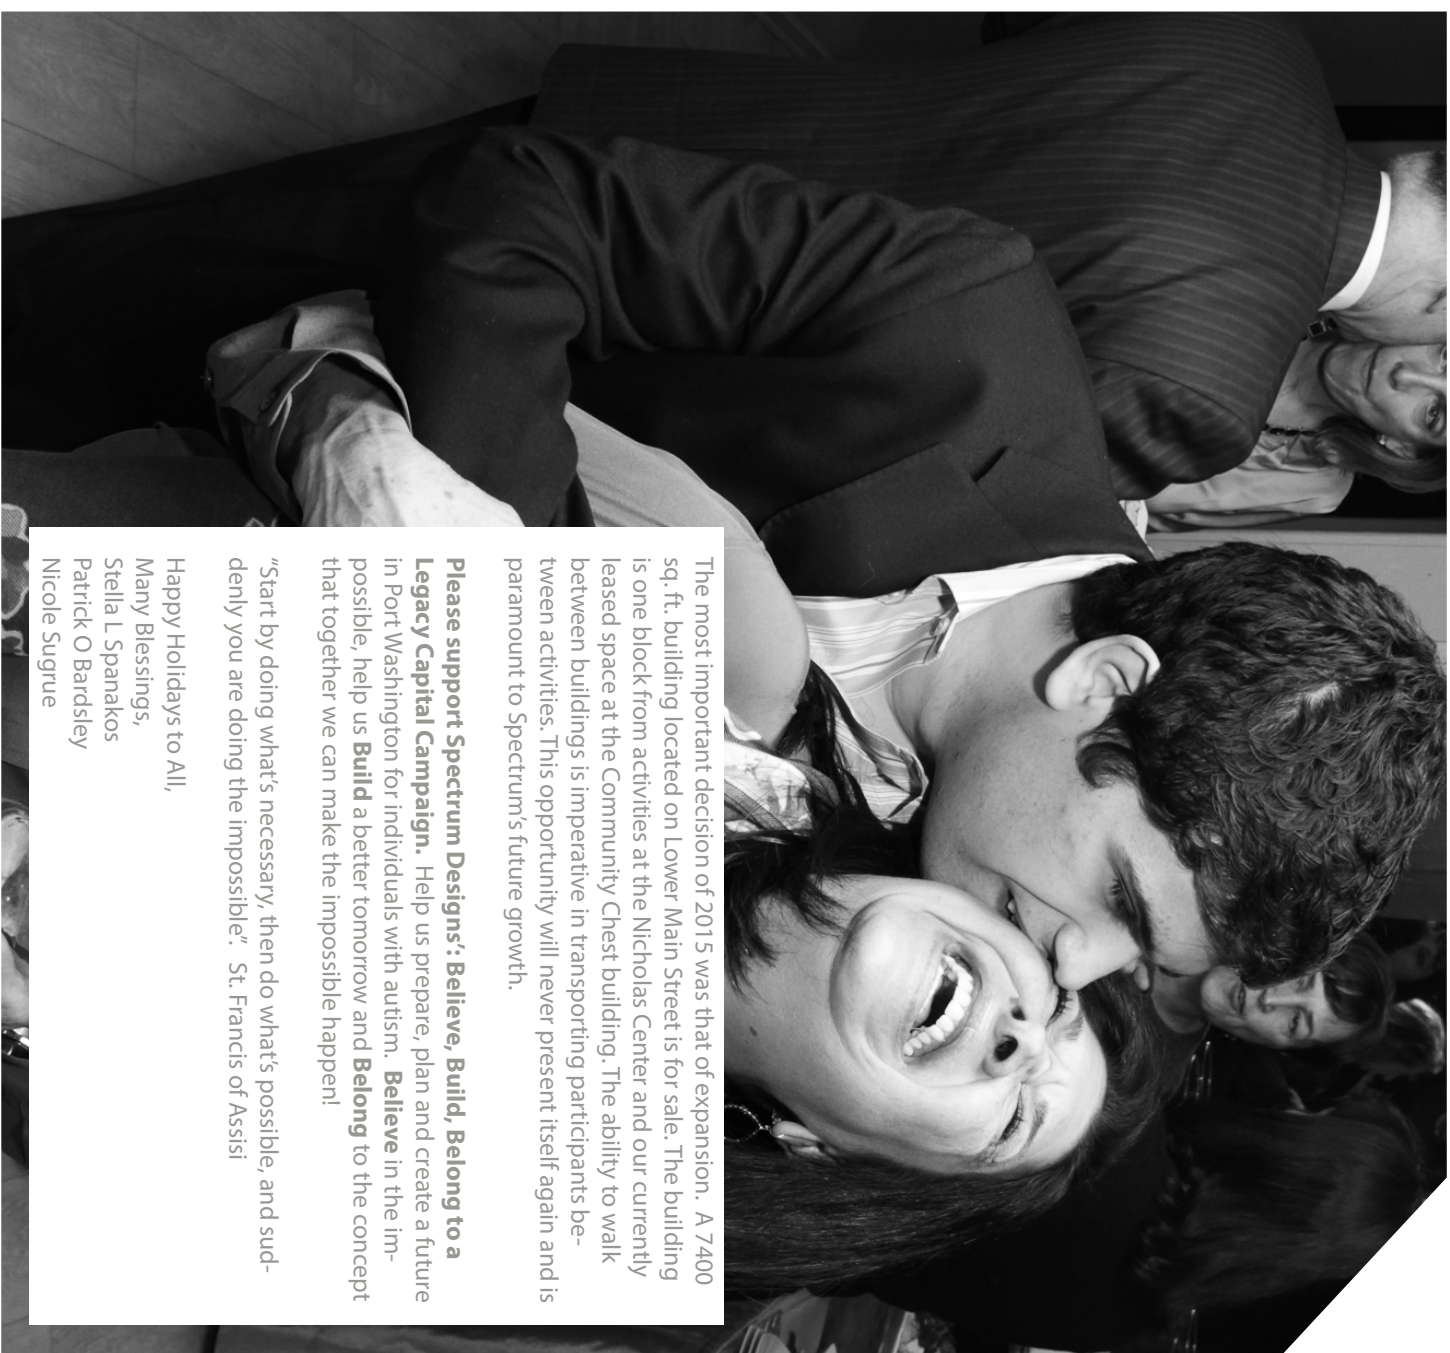 The most important decision of 2015 was that of expansion.  A 7400
sq. ft. building located on Lower Main Street is for sale. The building
is one block from activities at the Nicholas Center and our currently
leased space at the Community Chest building. The ability to walk
between buildings is imperative in transporting participants be-
tween activities. This opportunity will never present itself again and is
paramount to Spectrum's future growth.
Please support Spectrum Designs': Believe, Build, Belong to a
Legacy Capital Campaign.  Help us prepare, plan and create a future
in Port Washington for individuals with autism.  Believe in the im-
possible, help us Build a better tomorrow and Belong to the concept
that together we can make the impossible happen!
“Start by doing what's necessary, then do what's possible, and sud-
denly you are doing the impossible”.  St. Francis of Assisi
Happy Holidays to All,
Many Blessings,
Stella L Spanakos
Patrick O Bardsley
Nicole Sugrue